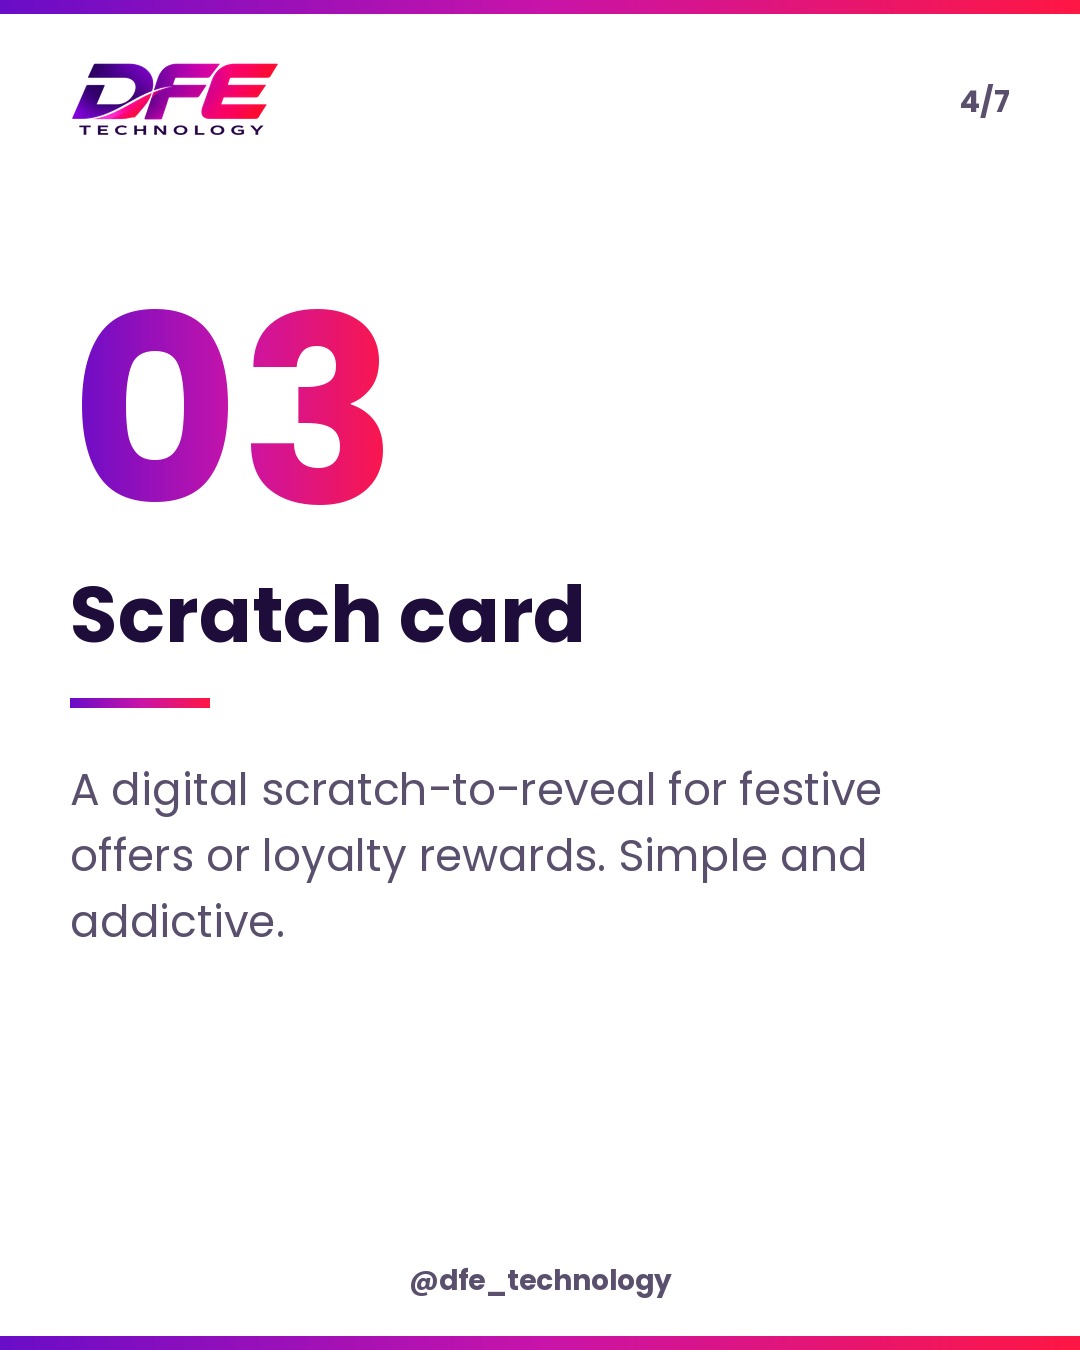 DFE
TECHNOLOGY
4/7
03
Scratch card
A digital scratch-to-reveal for festive
offers or loyalty rewards. Simple and
addictive.
@dfe_technology